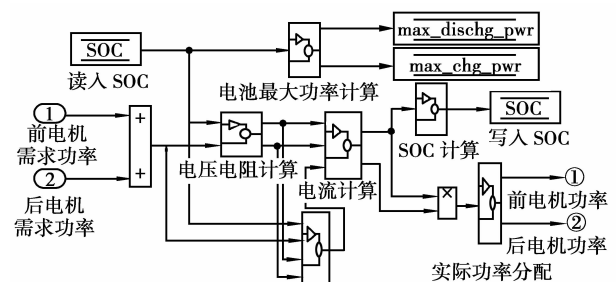 SOC
读入 SOC
max_dischg_pwr
max_chg_pwr
电池最大功率计算
1
前电机
需求功率
2
后电机
需求功率
+
+
电压电阻计算
电流计算
SOC 计算
SOC
写入 SOC
×
①
前电机功率
②
后电机功率
实际功率分配